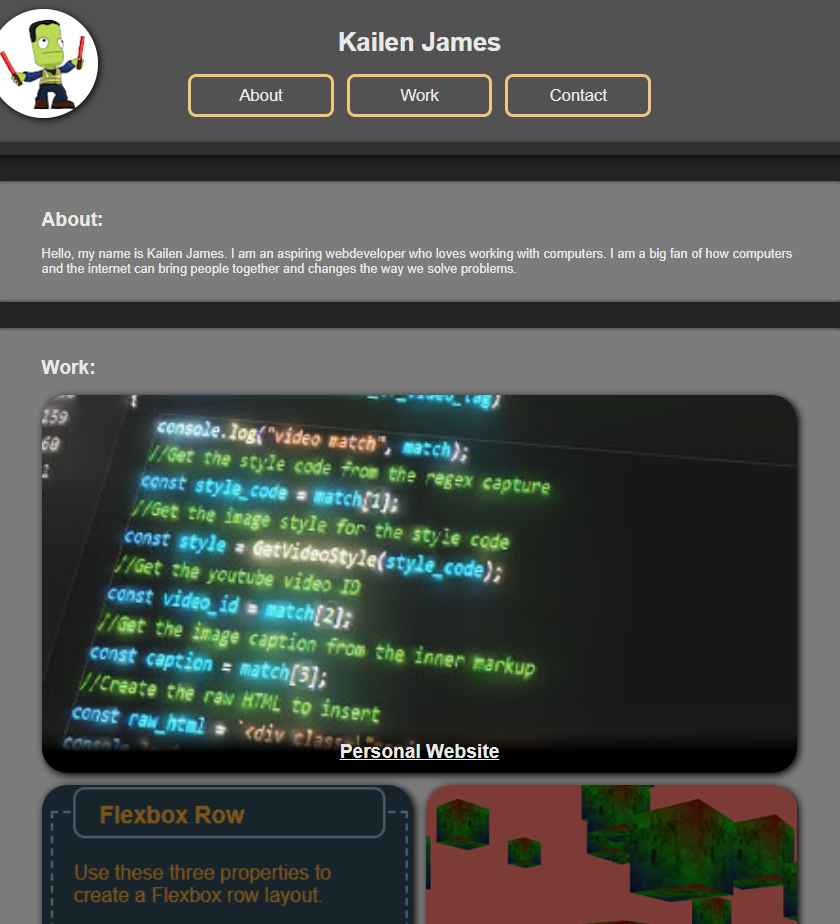 Kailen James
About
Work
Contact
About:
Hello, my name is Kailen James. I am an aspiring webdeveloper who loves working with computers. I am a big fan of how computers
and the internet can bring people together and changes the way we solve problems.
Work:
159
console.log("video match", match);
60
//Get the style code from the regex capture
const style_code = match[1];
//Get the image style for the style code
const style = GetVideoStyle(style_code);
//Get the youtube video ID
const video_id = match[2];
//Get the image caption from the inner markup
const caption = match[3];
//Create the raw HTML to insert
const raw_html = `<div class=
Personal Website
Flexbox Row
Use these three properties to
create a Flexbox row layout.